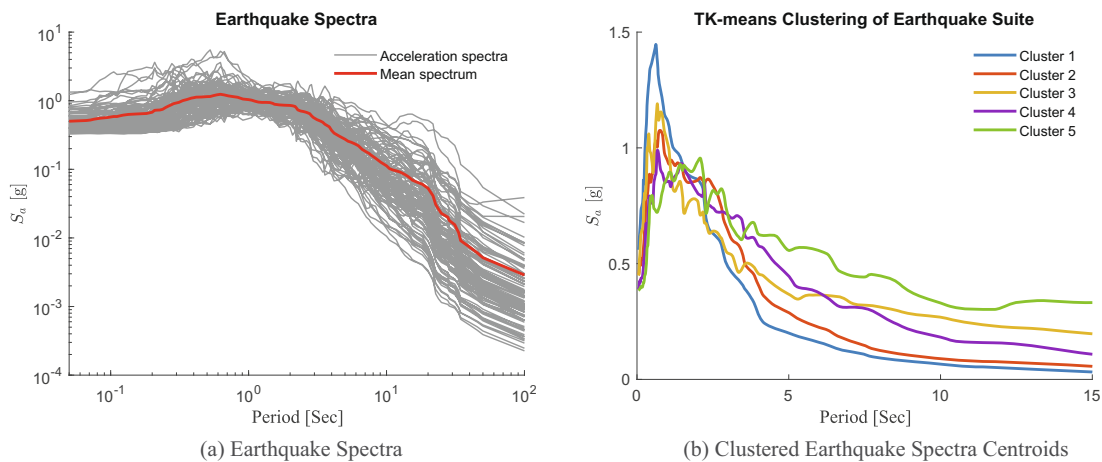 Earthquake Spectra
10^1
10^0
10^-1
10^-2
10^-3
10^-4
S_a [g]
Acceleration spectra
Mean spectrum
10^-1
10^0
10^1
10^2
Period [Sec]
(a) Earthquake Spectra
TK-means Clustering of Earthquake Suite
1.5
1
0.5
0
S_a [g]
Cluster 1
Cluster 2
Cluster 3
Cluster 4
Cluster 5
0
5
10
15
Period [Sec]
(b) Clustered Earthquake Spectra Centroids